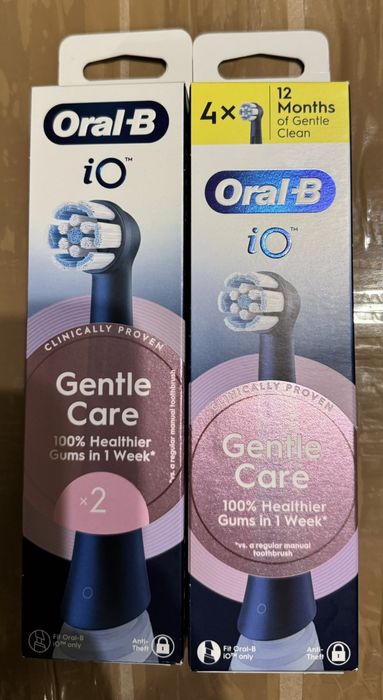 Oral-B
iO™
CLINICALLY PROVEN
Gentle
Care
100% Healthier
Gums in 1 Week*
*vs. a regular manual toothbrush
×2
Fit Oral-B
iO™ only
Anti-
Theft
4×
12
Months
of Gentle
Clean
Oral-B
iO™
CLINICALLY PROVEN
Gentle
Care
100% Healthier
Gums in 1 Week*
*vs. a regular manual
toothbrush
Fit Oral-B
iO™ only
Anti-
Theft